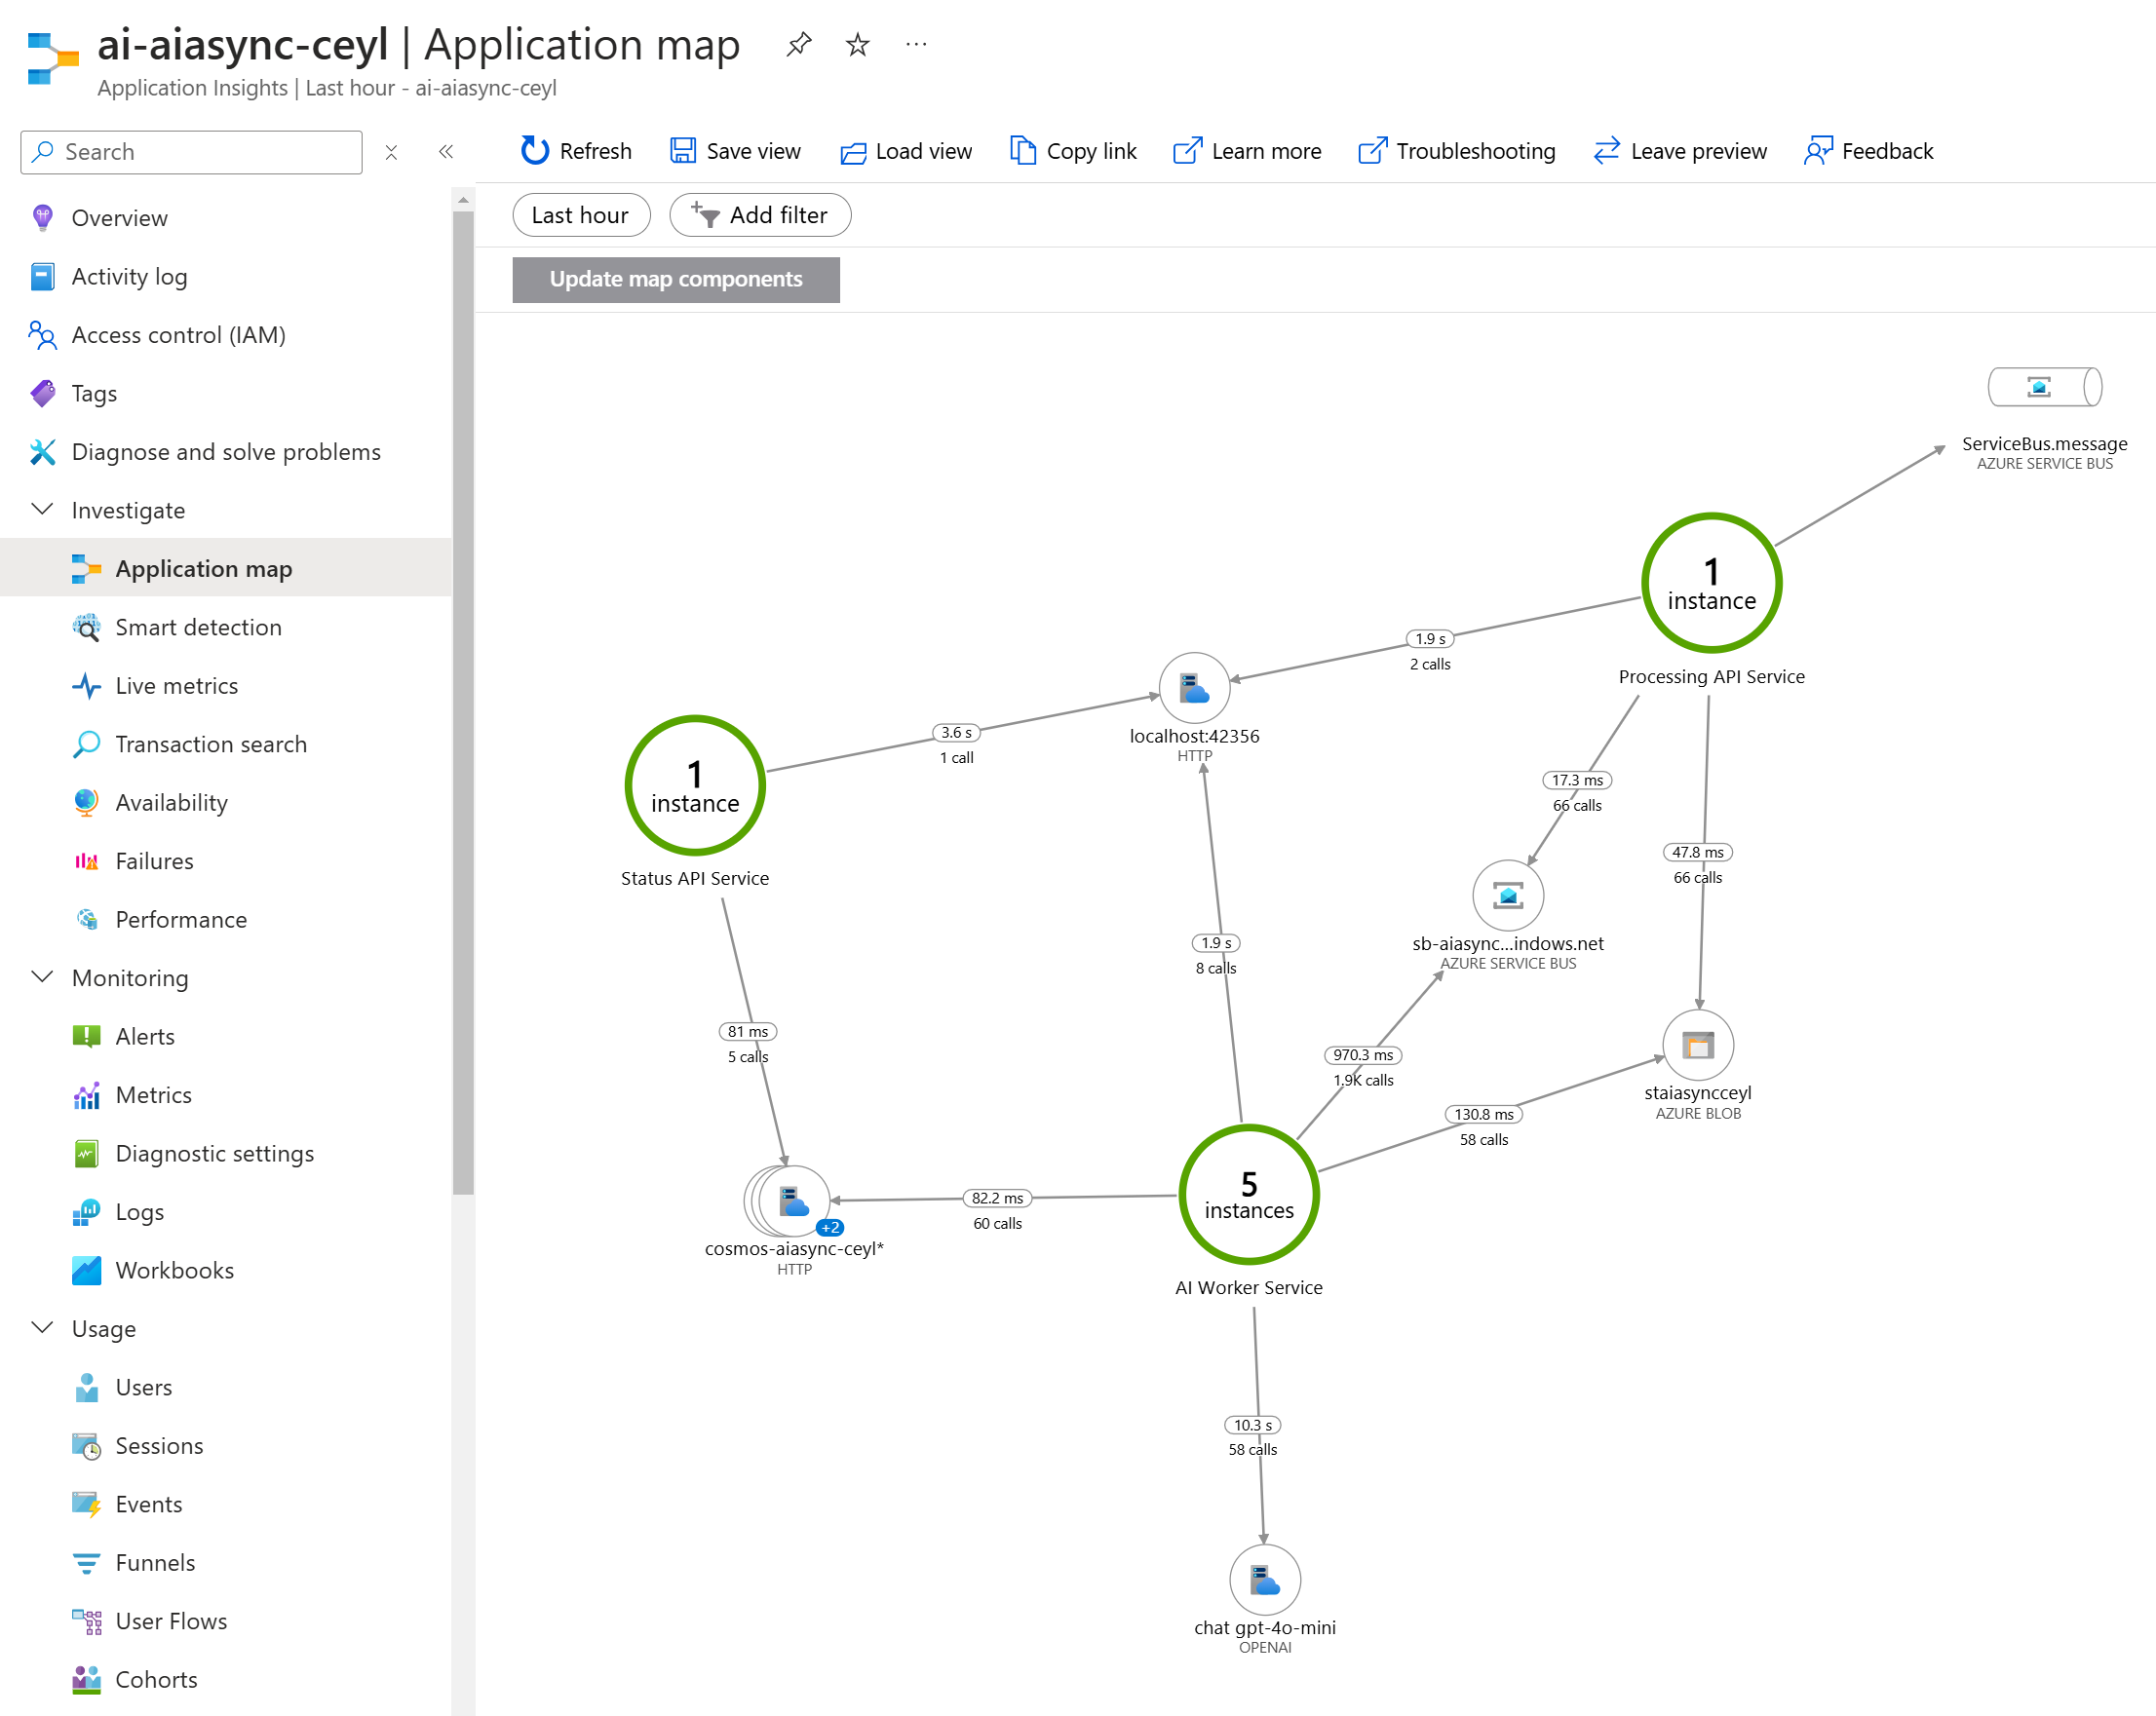 ai-aiasync-ceyl | Application map
Application Insights | Last hour - ai-aiasync-ceyl
Search
Refresh
Save view
Load view
Copy link
Learn more
Troubleshooting
Leave preview
Feedback
Last hour
Add filter
Update map components
Overview
Activity log
Access control (IAM)
Tags
Diagnose and solve problems
Investigate
Application map
Smart detection
Live metrics
Transaction search
Availability
Failures
Performance
Monitoring
Alerts
Metrics
Diagnostic settings
Logs
Workbooks
Usage
Users
Sessions
Events
Funnels
User Flows
Cohorts
ServiceBus.message
AZURE SERVICE BUS
1
instance
Processing API Service
1.9 s
2 calls
localhost:42356
HTTP
3.6 s
1 call
1
instance
Status API Service
17.3 ms
66 calls
47.8 ms
66 calls
sb-aiasync...indows.net
AZURE SERVICE BUS
1.9 s
8 calls
81 ms
5 calls
970.3 ms
1.9K calls
staiasyncceyl
AZURE BLOB
130.8 ms
58 calls
5
instances
AI Worker Service
82.2 ms
60 calls
+2
cosmos-aiasync-ceyl*
HTTP
10.3 s
58 calls
chat gpt-4o-mini
OPENAI